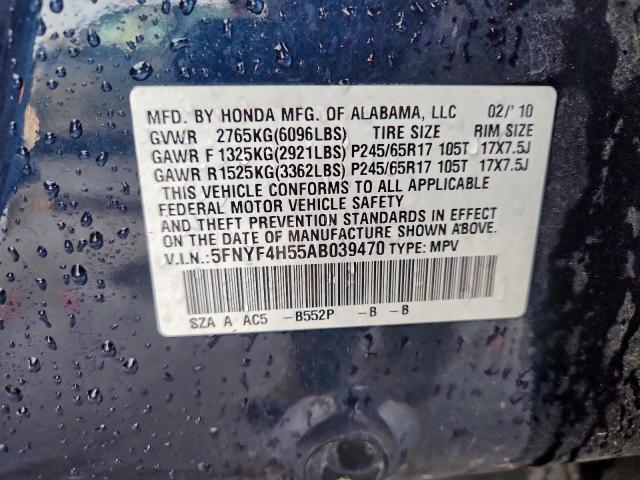 MFD. BY HONDA MFG. OF ALABAMA, LLC 02/'10
GVWR 2765KG(6096LBS) TIRE SIZE RIM SIZE
GAWR F 1325KG(2921LBS) P245/65R17 105T 17X7.5J
GAWR R 1525KG(3362LBS) P245/65R17 105T 17X7.5J
THIS VEHICLE CONFORMS TO ALL APPLICABLE
FEDERAL MOTOR VEHICLE SAFETY
AND THEFT PREVENTION STANDARDS IN EFFECT
ON THE DATE OF MANUFACTURE SHOWN ABOVE.
V.I.N.: 5FNYF4H55AB039470 TYPE: MPV
SZA A AC5 -B552P -B -B